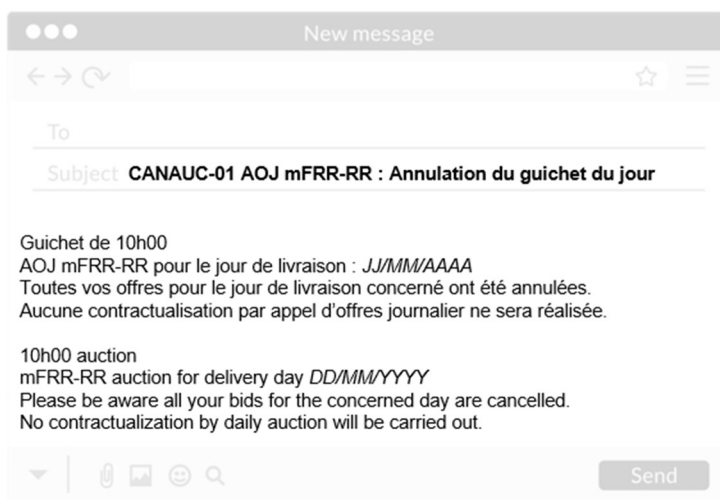 New message
To
Subject CANAUC-01 AOJ mFRR-RR : Annulation du guichet du jour
Guichet de 10h00
AOJ mFRR-RR pour le jour de livraison : JJ/MM/AAAA
Toutes vos offres pour le jour de livraison concerné ont été annulées.
Aucune contractualisation par appel d’offres journalier ne sera réalisée.
10h00 auction
mFRR-RR auction for delivery day DD/MM/YYYY
Please be aware all your bids for the concerned day are cancelled.
No contractualization by daily auction will be carried out.
Send